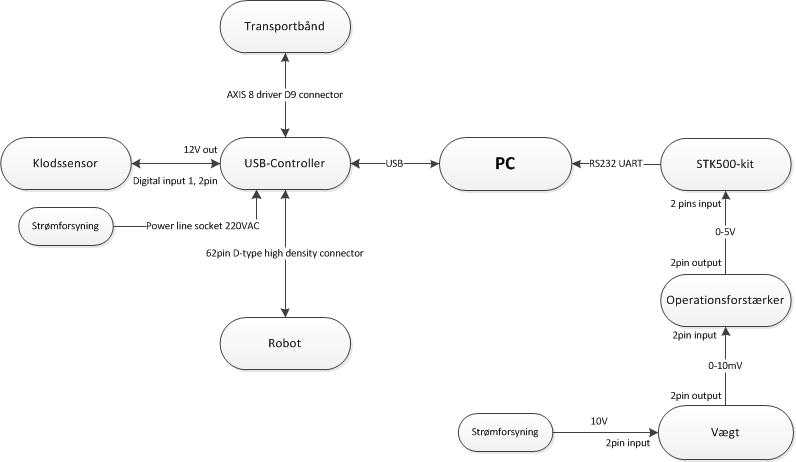 Transportbånd
AXIS 8 driver D9 connector
12V out
Klodssensor
USB-Controller
USB
PC
RS232 UART
STK500-kit
Digital input 1, 2pin
2 pins input
Strømforsyning
Power line socket 220VAC
0-5V
62pin D-type high density connector
2pin output
Operationsforstærker
2pin input
Robot
0-10mV
2pin output
10V
Strømforsyning
Vægt
2pin input